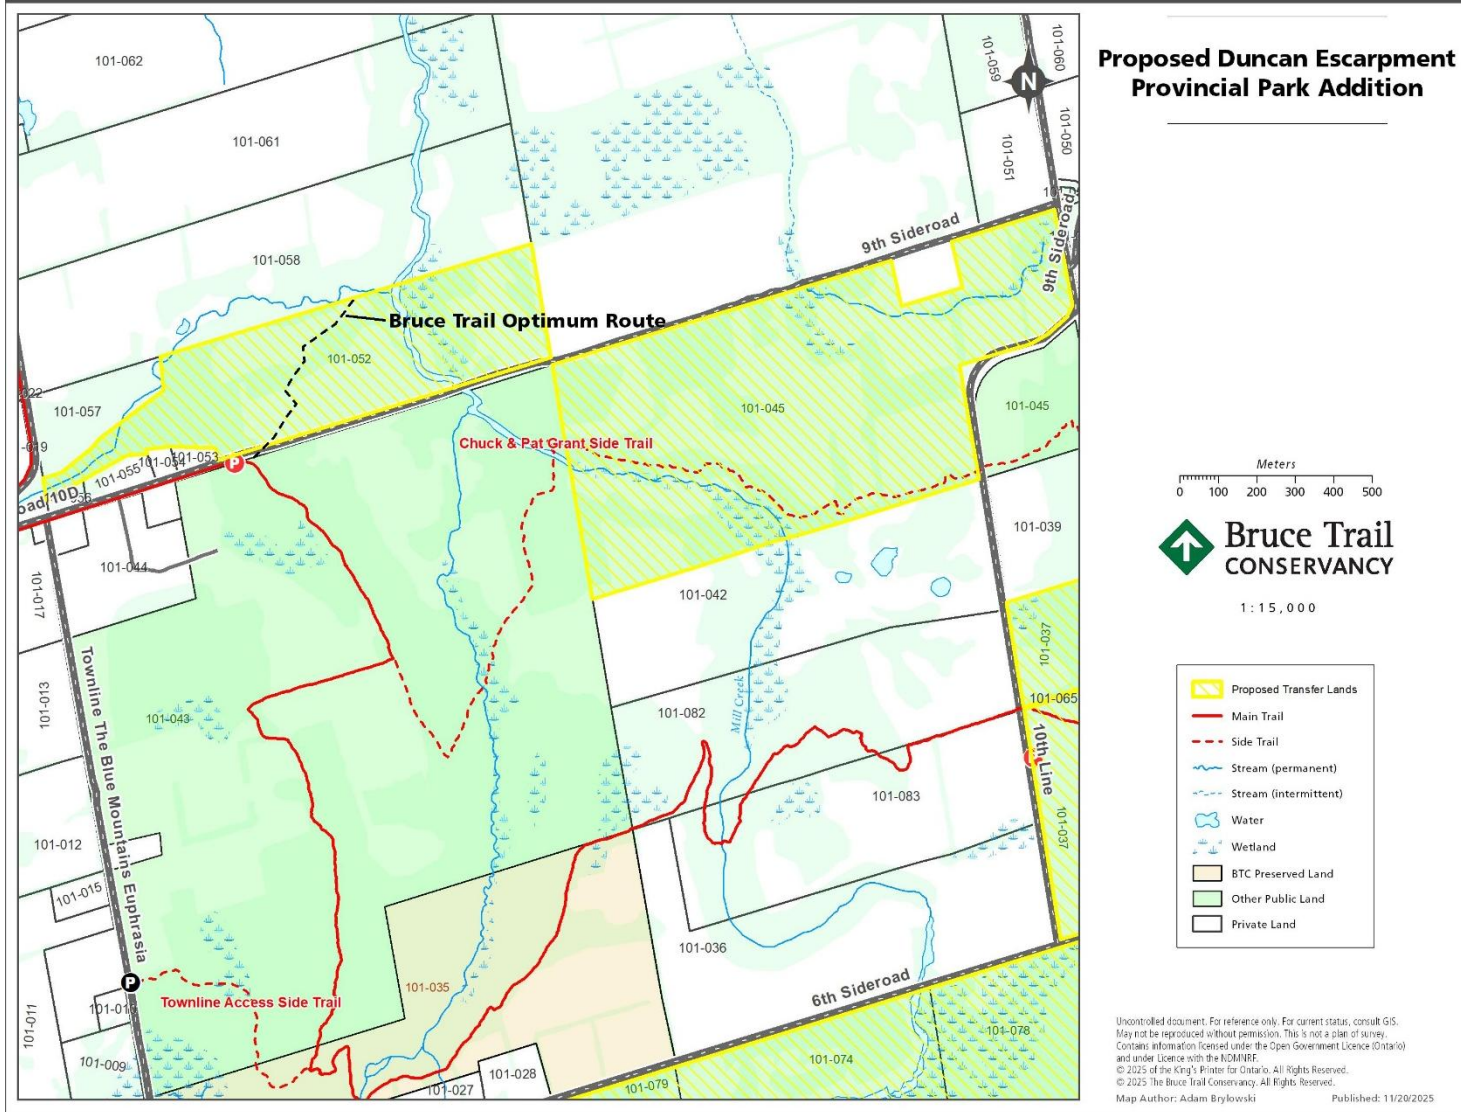 Proposed Duncan Escarpment
Provincial Park Addition
N
101-062
101-061
101-059
101-060
101-050
101-051
9th Sideroad
9th Sideroad
101-058
Bruce Trail Optimum Route
101-052
101-057
101-045
101-045
101-053
101-054
101-055
P
Chuck & Pat Grant Side Trail
101-044
101-017
101-042
101-039
101-037
101-065
101-013
101-043
101-082
Mill Creek
10th Line
101-083
101-037
Townline The Blue Mountains Euphrasia
101-012
101-015
101-036
P
101-035
Townline Access Side Trail
6th Sideroad
101-011
101-009
101-078
101-074
101-079
101-027
101-028
Meters
0 100 200 300 400 500
Bruce Trail
CONSERVANCY
1:15,000
Proposed Transfer Lands
Main Trail
Side Trail
Stream (permanent)
Stream (intermittent)
Water
Wetland
BTC Preserved Land
Other Public Land
Private Land
Uncontrolled document. For reference only. For current status, consult GIS.
May not be reproduced without permission. This is not a plan of survey.
Contains information licensed under the Open Government Licence (Ontario)
and under Licence with the NDMNRF.
© 2025 of the King's Printer for Ontario. All Rights Reserved.
© 2025 The Bruce Trail Conservancy. All Rights Reserved.
Map Author: Adam Brylowski Published: 11/20/2025